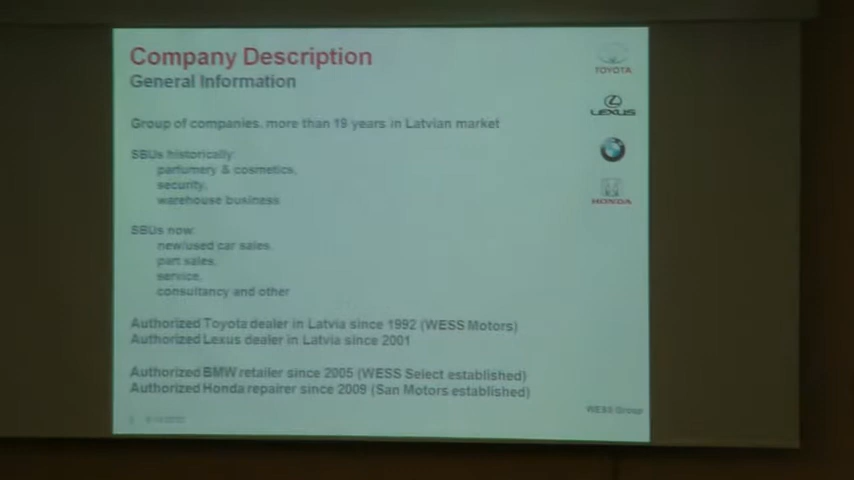 Company Description
General Information
TOYOTA
LEXUS
HONDA
Group of companies, more than 19 years in Latvian market
SBUs historically:
parfumery & cosmetics,
security,
warehouse business
SBUs now:
new/used car sales,
part sales,
service,
consultancy and other
Authorized Toyota dealer in Latvia since 1992 (WESS Motors)
Authorized Lexus dealer in Latvia since 2001
Authorized BMW retailer since 2005 (WESS Select established)
Authorized Honda repairer since 2009 (San Motors established)
WESS Group